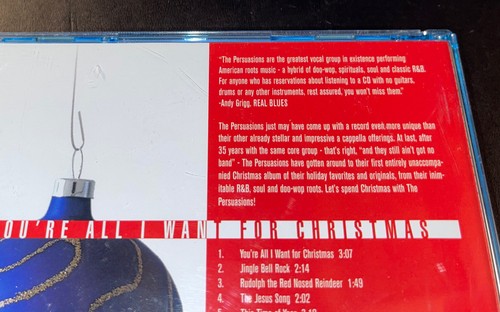 "The Persuasions are the greatest vocal group in existence performing
American roots music - a hybrid of doo-wop, spirituals, soul and classic R&B.
For anyone who has reservations about listening to a CD with no guitars,
drums or any other instruments, rest assured, you won't miss them."
-Andy Grigg, REAL BLUES
The Persuasions just may have come up with a record even more unique than
their other already stellar and impressive a cappella offerings. At last, after
35 years with the same core group - that's right, "and they still ain't got no
band" - The Persuasions have gotten around to their first entirely unaccompa-
nied Christmas album of their holiday favorites and originals, from their inim-
itable R&B, soul and doo-wop roots. Let's spend Christmas with The
Persuasions!
OU'RE ALL I WANT FOR CHRISTMAS
1. You're All I Want for Christmas 3:07
2. Jingle Bell Rock 2:14
3. Rudolph the Red Nosed Reindeer 1:49
4. The Jesus Song 2:02